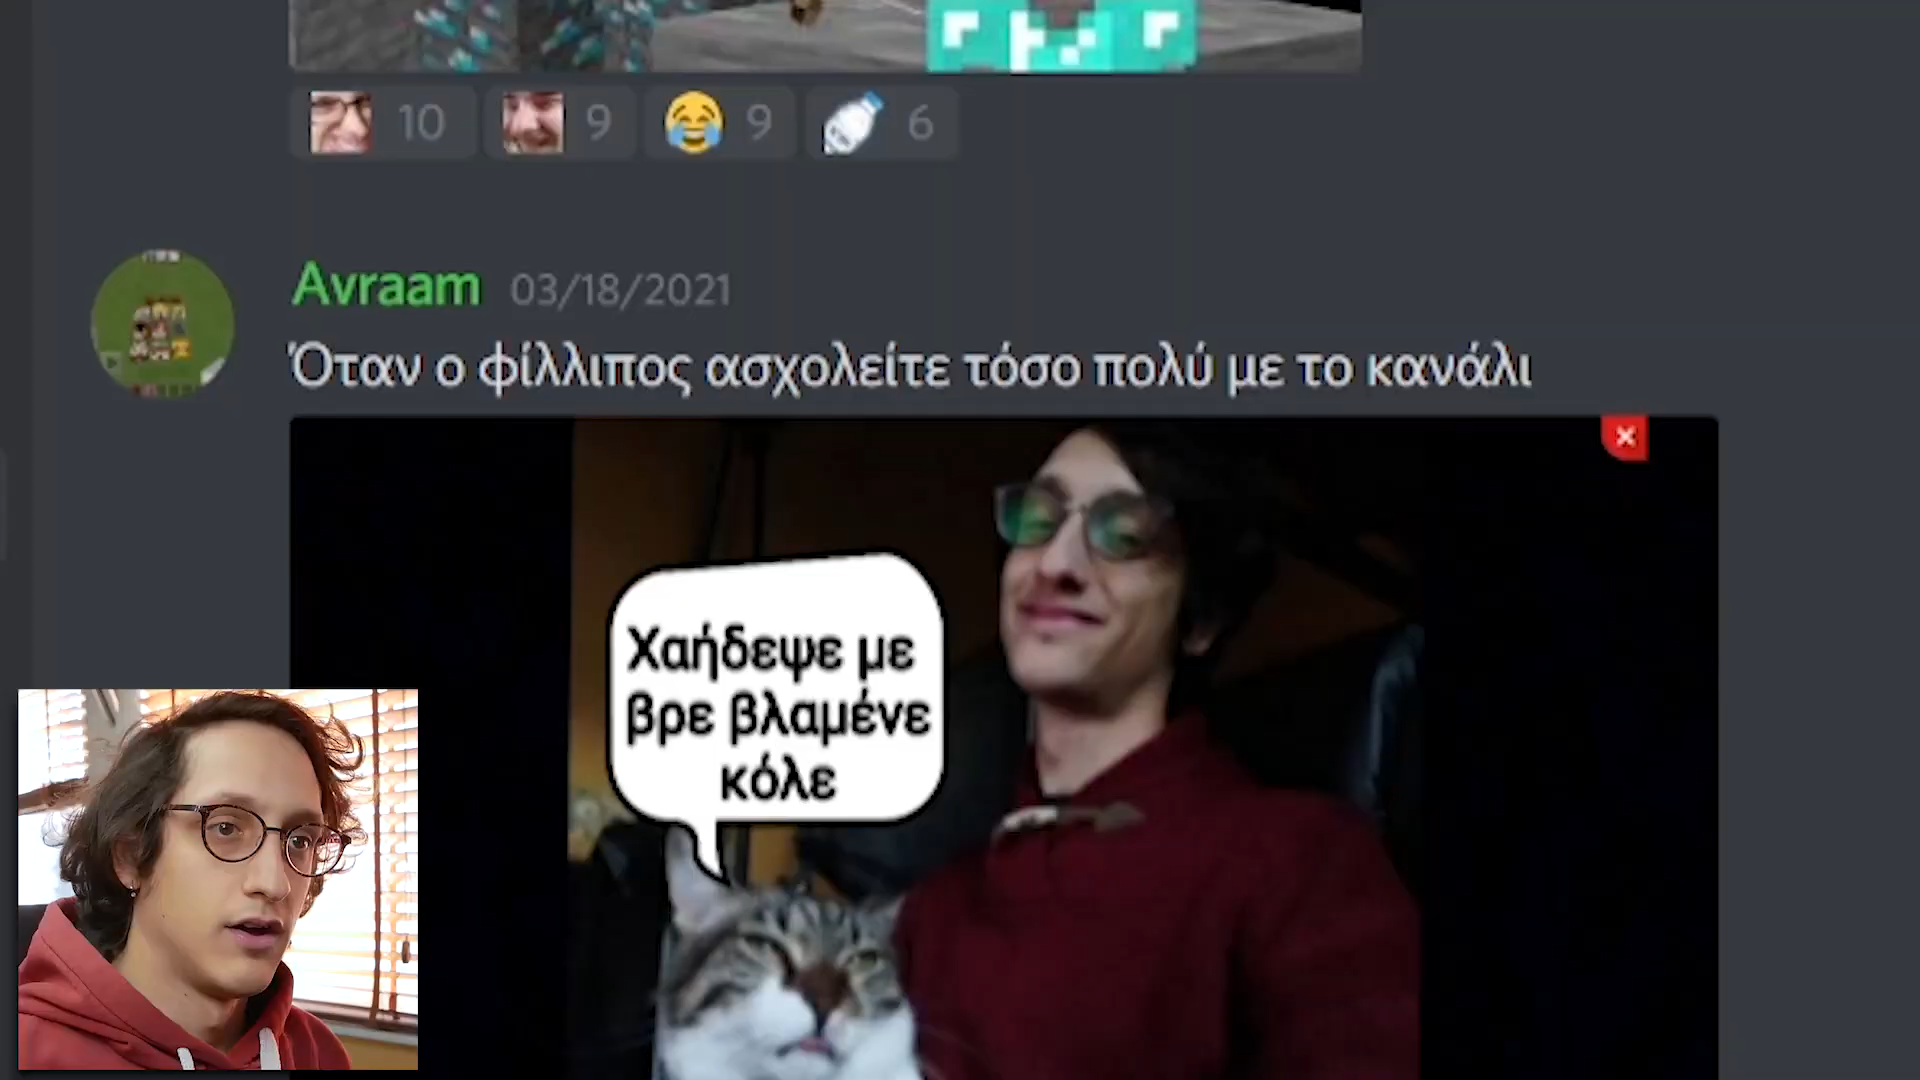 10 9 9 6
Avraam 03/18/2021
Όταν ο φίλλιπος ασχολείτε τόσο πολύ με το κανάλι
Χαήδεψε με
βρε βλαμένε
κόλε